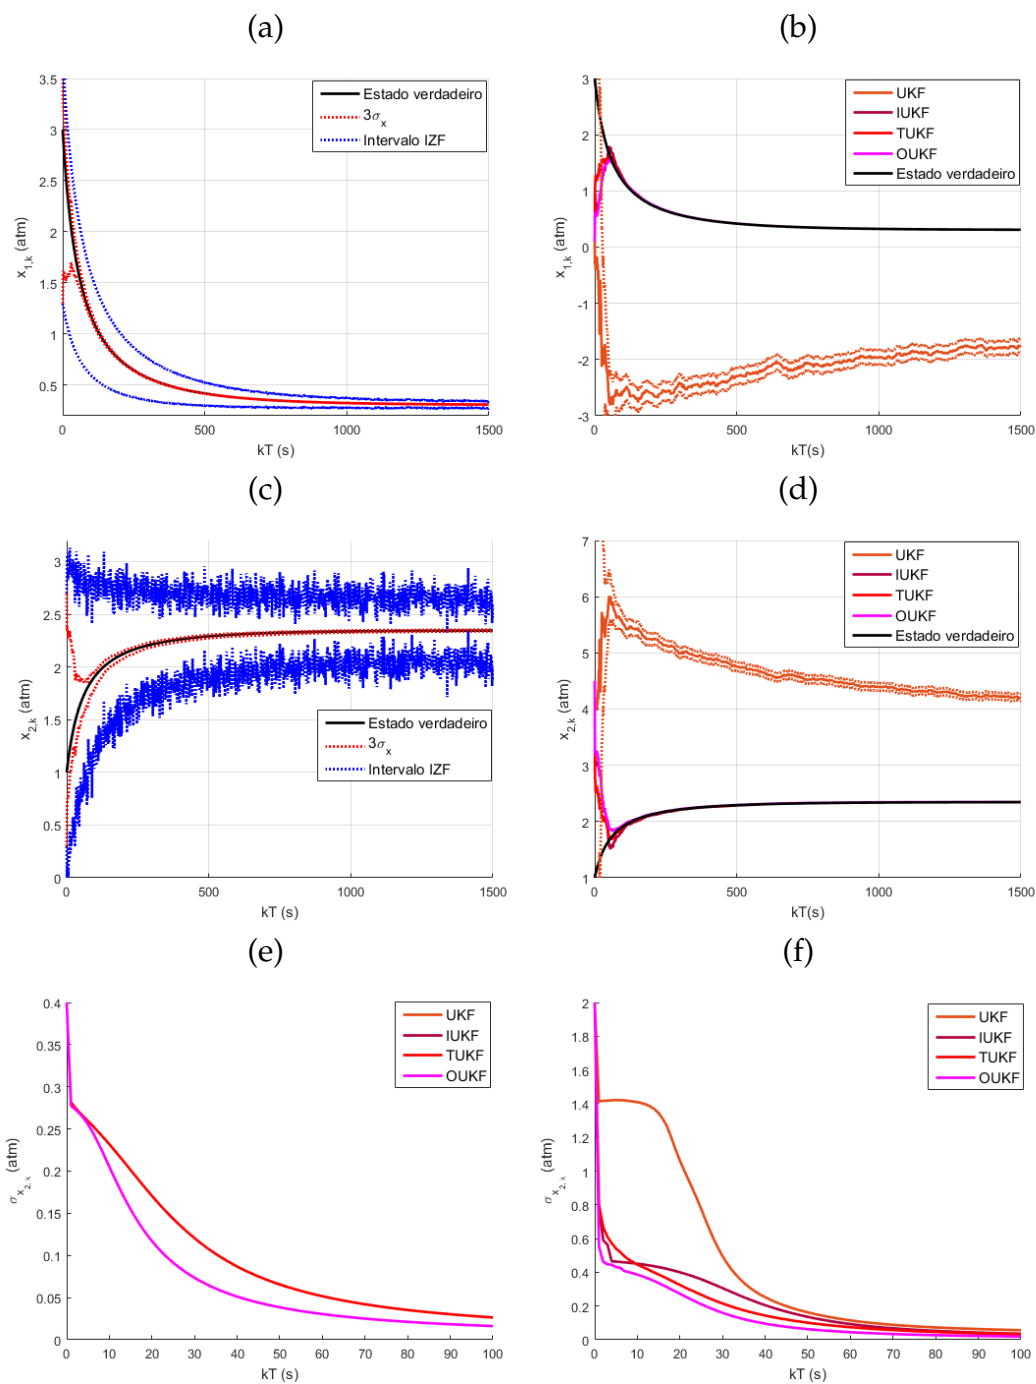 (a)
3.5
3
2.5
2
1.5
1
0.5
0
500
1000
1500
kT (s)
x1,k (atm)
Estado verdadeiro
3σx
Intervalo IZF
(b)
3
2
1
0
-1
-2
-3
0
500
1000
1500
kT(s)
x1,k (atm)
UKF
IUKF
TUKF
OUKF
Estado verdadeiro
(c)
3
2.5
2
1.5
1
0.5
0
0
500
1000
1500
kT (s)
x2,k (atm)
Estado verdadeiro
3σx
Intervalo IZF
(d)
7
6
5
4
3
2
1
0
500
1000
1500
kT(s)
x2,k (atm)
UKF
IUKF
TUKF
OUKF
Estado verdadeiro
(e)
0.4
0.35
0.3
0.25
0.2
0.15
0.1
0.05
0
0
10
20
30
40
50
60
70
80
90
100
kT (s)
σx2,k (atm)
UKF
IUKF
TUKF
OUKF
(f)
2
1.8
1.6
1.4
1.2
1
0.8
0.6
0.4
0.2
0
0
10
20
30
40
50
60
70
80
90
100
kT (s)
σx2,k (atm)
UKF
IUKF
TUKF
OUKF